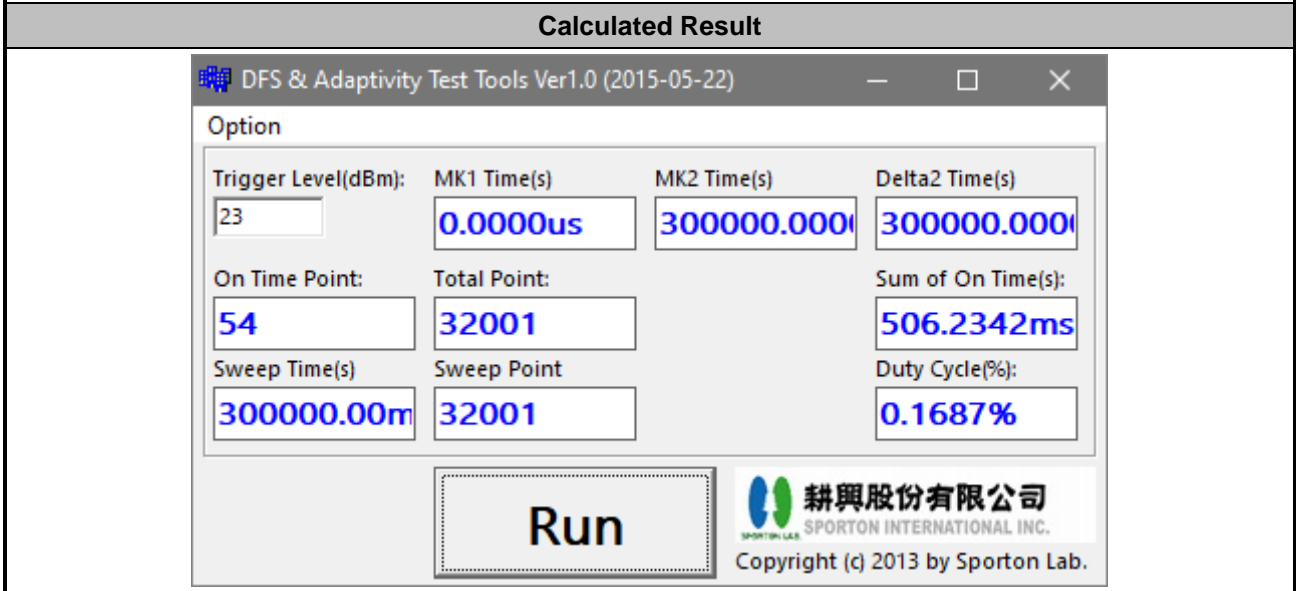 Calculated Result
DFS & Adaptivity Test Tools Ver1.0 (2015-05-22)
Option
Trigger Level(dBm): MK1 Time(s) MK2 Time(s) Delta2 Time(s)
23 0.0000us 300000.000 300000.000
On Time Point: Total Point: Sum of On Time(s):
54 32001 506.2342ms
Sweep Time(s) Sweep Point Duty Cycle(%):
300000.00m 32001 0.1687%
Run
耕興股份有限公司
SPORTON LAB. SPORTON INTERNATIONAL INC.
Copyright (c) 2013 by Sporton Lab.